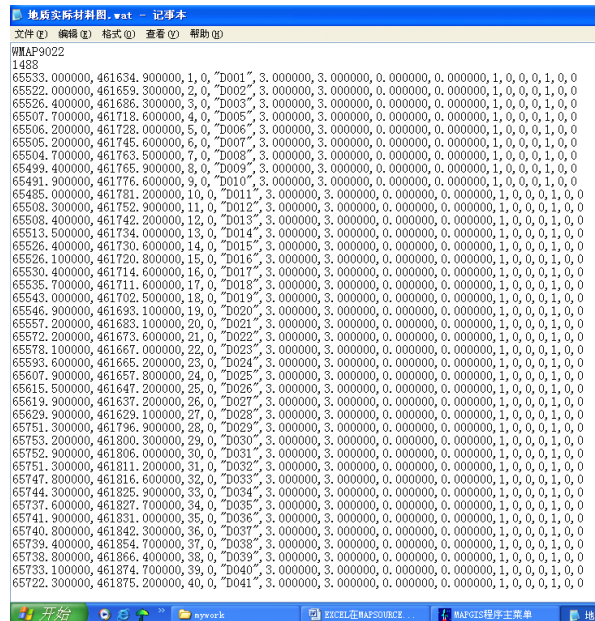 地质实际材料图.wat - 记事本
文件(F) 编辑(E) 格式(O) 查看(V) 帮助(H)
WMAP9022
1488
65533.000000,461634.900000,1,0,"D001",3.000000,3.000000,0.000000,0.000000,1,0,0,0,1,0,0
65522.000000,461659.300000,2,0,"D002",3.000000,3.000000,0.000000,0.000000,1,0,0,0,1,0,0
65526.400000,461686.300000,3,0,"D003",3.000000,3.000000,0.000000,0.000000,1,0,0,0,1,0,0
65507.700000,461718.600000,4,0,"D005",3.000000,3.000000,0.000000,0.000000,1,0,0,0,1,0,0
65506.200000,461728.000000,5,0,"D006",3.000000,3.000000,0.000000,0.000000,1,0,0,0,1,0,0
65505.200000,461745.600000,6,0,"D007",3.000000,3.000000,0.000000,0.000000,1,0,0,0,1,0,0
65504.700000,461763.500000,7,0,"D008",3.000000,3.000000,0.000000,0.000000,1,0,0,0,1,0,0
65499.400000,461765.900000,8,0,"D009",3.000000,3.000000,0.000000,0.000000,1,0,0,0,1,0,0
65491.900000,461776.600000,9,0,"D010",3.000000,3.000000,0.000000,0.000000,1,0,0,0,1,0,0
65485.000000,461781.200000,10,0,"D011",3.000000,3.000000,0.000000,0.000000,1,0,0,0,1,0,0
65508.300000,461752.900000,11,0,"D012",3.000000,3.000000,0.000000,0.000000,1,0,0,0,1,0,0
65508.400000,461742.200000,12,0,"D013",3.000000,3.000000,0.000000,0.000000,1,0,0,0,1,0,0
65513.500000,461734.000000,13,0,"D014",3.000000,3.000000,0.000000,0.000000,1,0,0,0,1,0,0
65526.400000,461730.600000,14,0,"D015",3.000000,3.000000,0.000000,0.000000,1,0,0,0,1,0,0
65526.100000,461720.800000,15,0,"D016",3.000000,3.000000,0.000000,0.000000,1,0,0,0,1,0,0
65530.400000,461714.600000,16,0,"D017",3.000000,3.000000,0.000000,0.000000,1,0,0,0,1,0,0
65535.700000,461711.600000,17,0,"D018",3.000000,3.000000,0.000000,0.000000,1,0,0,0,1,0,0
65543.000000,461702.500000,18,0,"D019",3.000000,3.000000,0.000000,0.000000,1,0,0,0,1,0,0
65546.900000,461693.100000,19,0,"D020",3.000000,3.000000,0.000000,0.000000,1,0,0,0,1,0,0
65557.200000,461683.100000,20,0,"D021",3.000000,3.000000,0.000000,0.000000,1,0,0,0,1,0,0
65572.200000,461673.600000,21,0,"D022",3.000000,3.000000,0.000000,0.000000,1,0,0,0,1,0,0
65578.100000,461667.000000,22,0,"D023",3.000000,3.000000,0.000000,0.000000,1,0,0,0,1,0,0
65593.600000,461665.200000,23,0,"D024",3.000000,3.000000,0.000000,0.000000,1,0,0,0,1,0,0
65607.900000,461657.800000,24,0,"D025",3.000000,3.000000,0.000000,0.000000,1,0,0,0,1,0,0
65615.500000,461647.200000,25,0,"D026",3.000000,3.000000,0.000000,0.000000,1,0,0,0,1,0,0
65619.900000,461637.200000,26,0,"D027",3.000000,3.000000,0.000000,0.000000,1,0,0,0,1,0,0
65629.900000,461629.100000,27,0,"D028",3.000000,3.000000,0.000000,0.000000,1,0,0,0,1,0,0
65751.300000,461796.900000,28,0,"D029",3.000000,3.000000,0.000000,0.000000,1,0,0,0,1,0,0
65753.200000,461800.300000,29,0,"D030",3.000000,3.000000,0.000000,0.000000,1,0,0,0,1,0,0
65752.900000,461806.000000,30,0,"D031",3.000000,3.000000,0.000000,0.000000,1,0,0,0,1,0,0
65751.300000,461811.200000,31,0,"D032",3.000000,3.000000,0.000000,0.000000,1,0,0,0,1,0,0
65747.800000,461816.600000,32,0,"D033",3.000000,3.000000,0.000000,0.000000,1,0,0,0,1,0,0
65744.300000,461825.900000,33,0,"D034",3.000000,3.000000,0.000000,0.000000,1,0,0,0,1,0,0
65737.600000,461827.700000,34,0,"D035",3.000000,3.000000,0.000000,0.000000,1,0,0,0,1,0,0
65741.900000,461831.000000,35,0,"D036",3.000000,3.000000,0.000000,0.000000,1,0,0,0,1,0,0
65740.800000,461842.300000,36,0,"D037",3.000000,3.000000,0.000000,0.000000,1,0,0,0,1,0,0
65739.400000,461854.700000,37,0,"D038",3.000000,3.000000,0.000000,0.000000,1,0,0,0,1,0,0
65738.800000,461866.400000,38,0,"D039",3.000000,3.000000,0.000000,0.000000,1,0,0,0,1,0,0
65733.100000,461874.700000,39,0,"D040",3.000000,3.000000,0.000000,0.000000,1,0,0,0,1,0,0
65722.300000,461875.200000,40,0,"D041",3.000000,3.000000,0.000000,0.000000,1,0,0,0,1,0,0
开始 mywork EXCEL在MAPSOURCE... MAPGIS程序主菜单 地